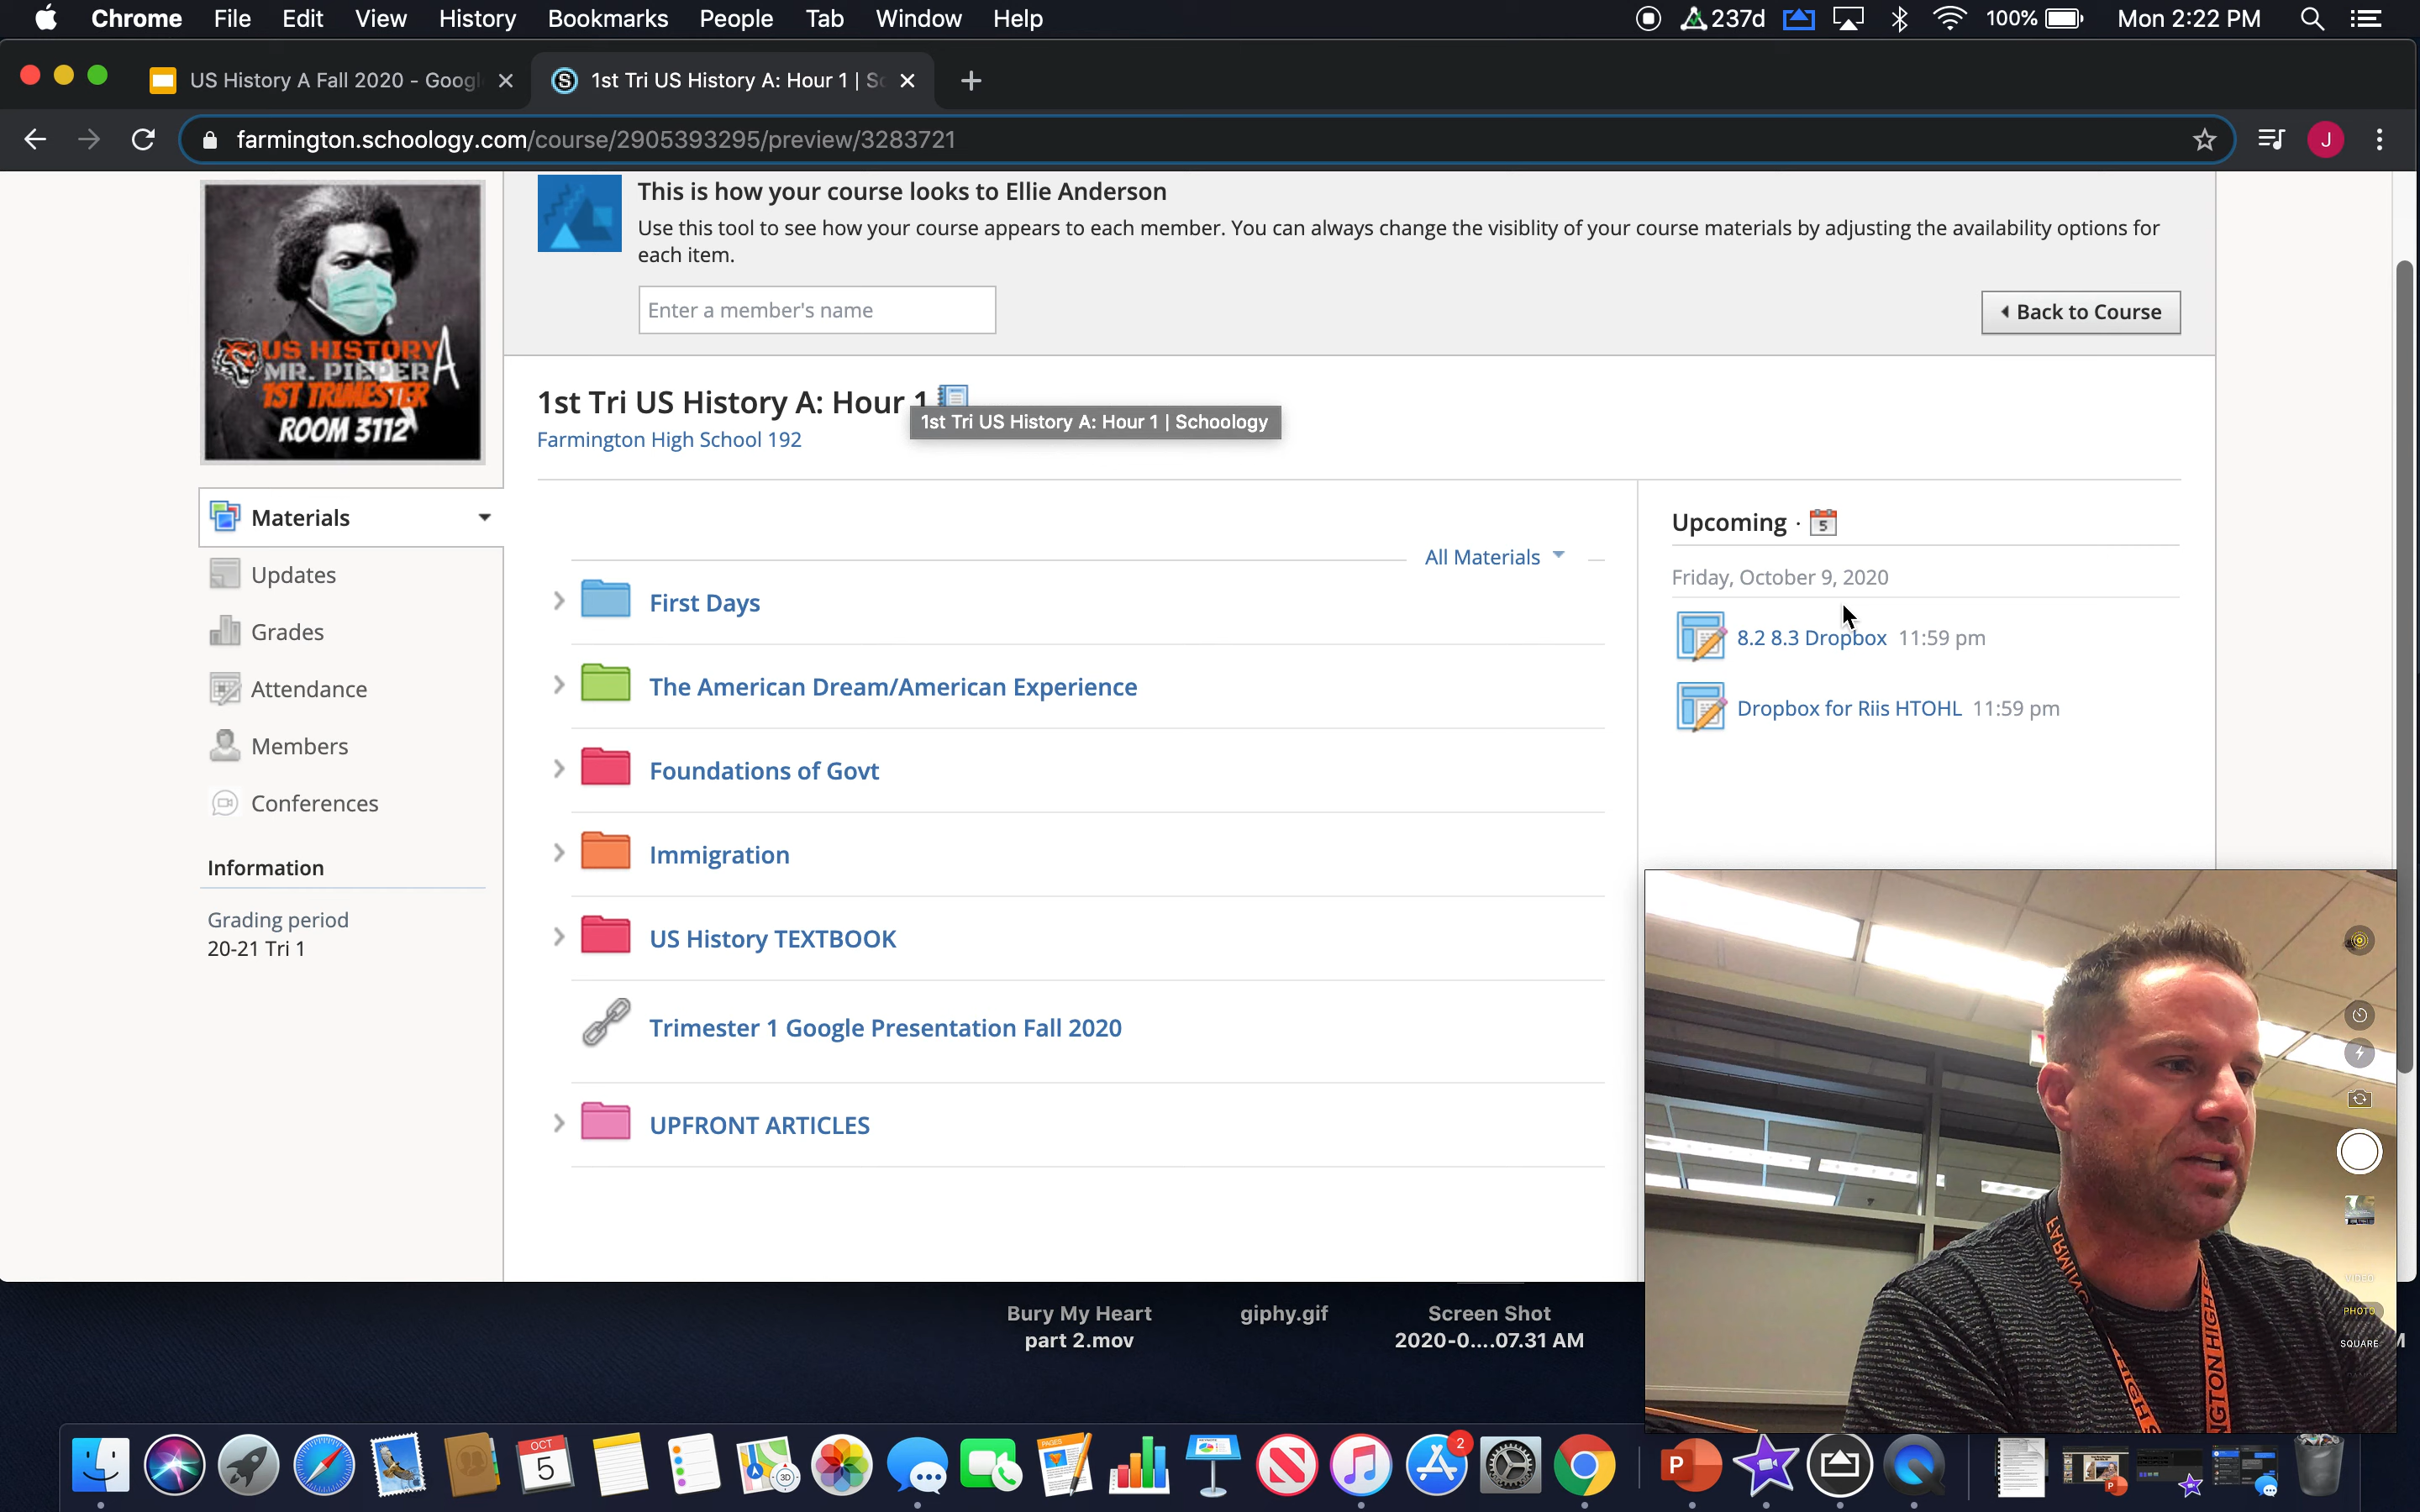 Chrome File Edit View History Bookmarks People Tab Window Help 237d 100% Mon 2:22 PM
US History A Fall 2020 - Googl
1st Tri US History A: Hour 1 | Sc
farmington.schoology.com/course/2905393295/preview/3283721
J
This is how your course looks to Ellie Anderson
Use this tool to see how your course appears to each member. You can always change the visiblity of your course materials by adjusting the availability options for
each item.
Enter a member's name
Back to Course
US HISTORY A
MR. PIEPER
1ST TRIMESTER
ROOM 3112
1st Tri US History A: Hour 1
1st Tri US History A: Hour 1 | Schoology
Farmington High School 192
Materials
Updates
Grades
Attendance
Members
Conferences
Information
Grading period
20-21 Tri 1
All Materials
First Days
The American Dream/American Experience
Foundations of Govt
Immigration
US History TEXTBOOK
Trimester 1 Google Presentation Fall 2020
UPFRONT ARTICLES
Upcoming · 5
Friday, October 9, 2020
8.2 8.3 Dropbox 11:59 pm
Dropbox for Riis HTOHL 11:59 pm
VIDEO
PHOTO
SQUARE
Bury My Heart
part 2.mov
giphy.gif
Screen Shot
2020-0....07.31 AM
OCT
5
PAGES
3D
2
P